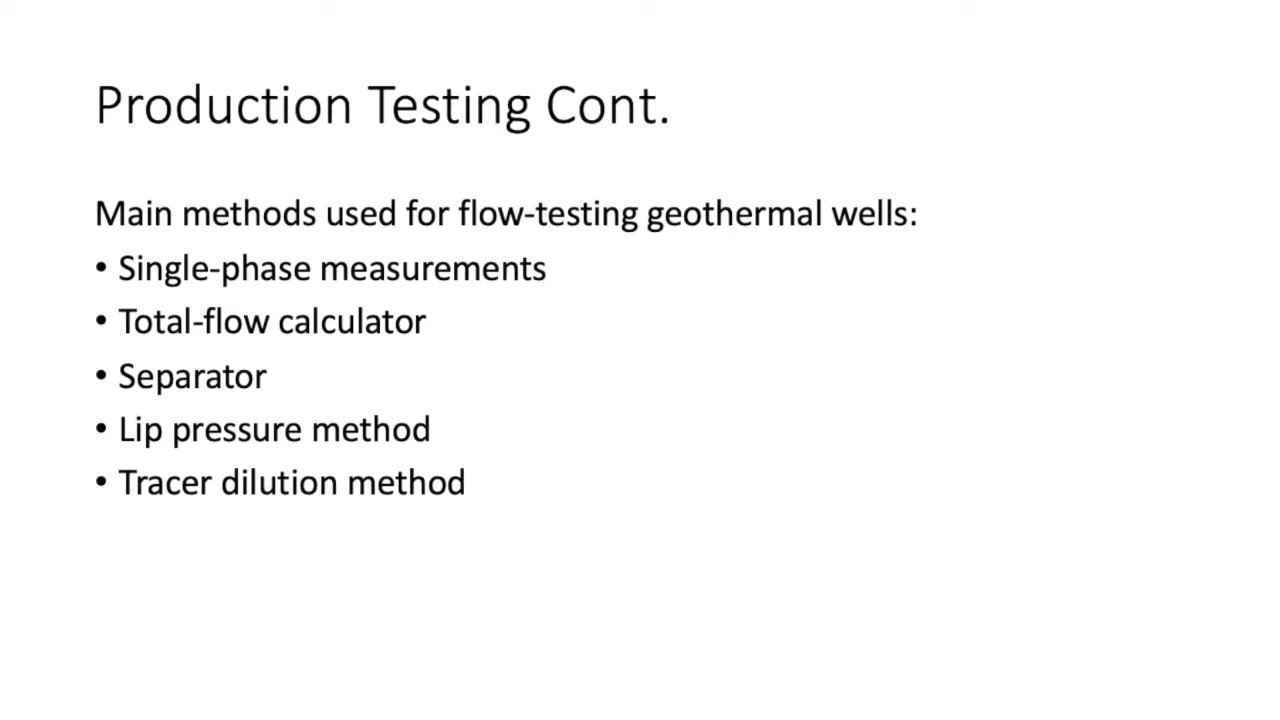 Production Testing Cont.
Main methods used for flow-testing geothermal wells:
• Single-phase measurements
• Total-flow calculator
• Separator
• Lip pressure method
• Tracer dilution method